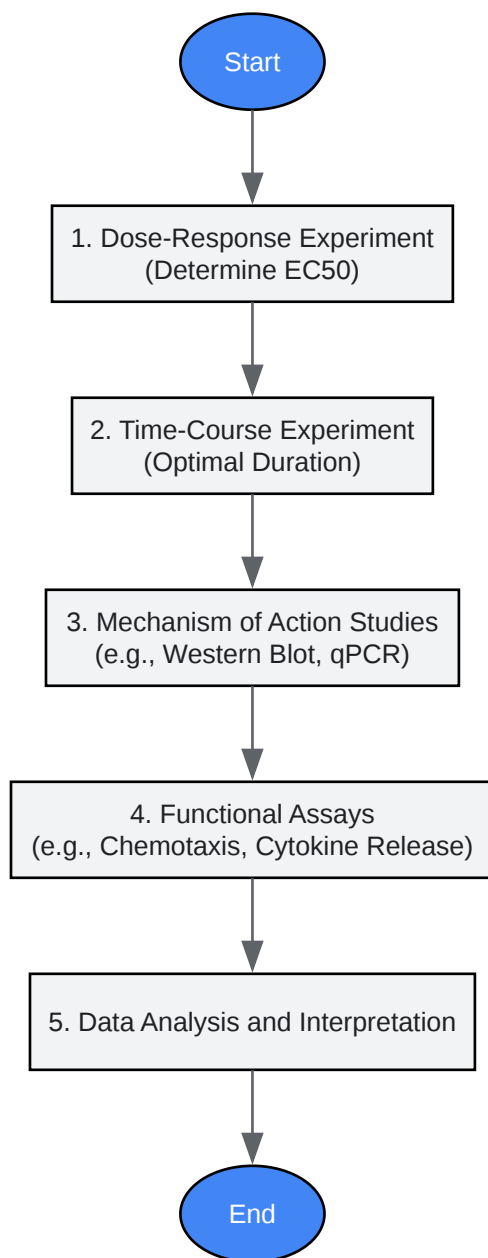 Start
1. Dose-Response Experiment
(Determine EC50)
2. Time-Course Experiment
(Optimal Duration)
3. Mechanism of Action Studies
(e.g., Western Blot, qPCR)
4. Functional Assays
(e.g., Chemotaxis, Cytokine Release)
5. Data Analysis and Interpretation
End